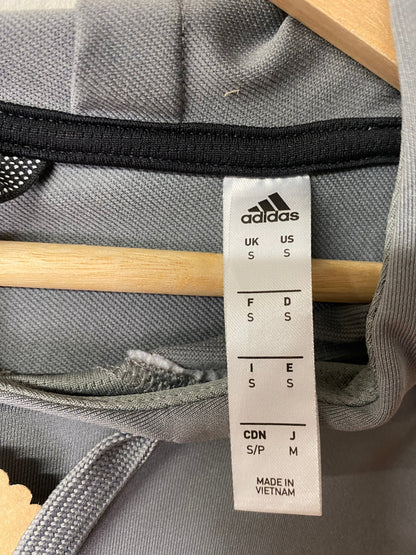 adidas
UK US
S S
F D
S S
I E
S S
CDN J
S/P M
MADE IN
VIETNAM